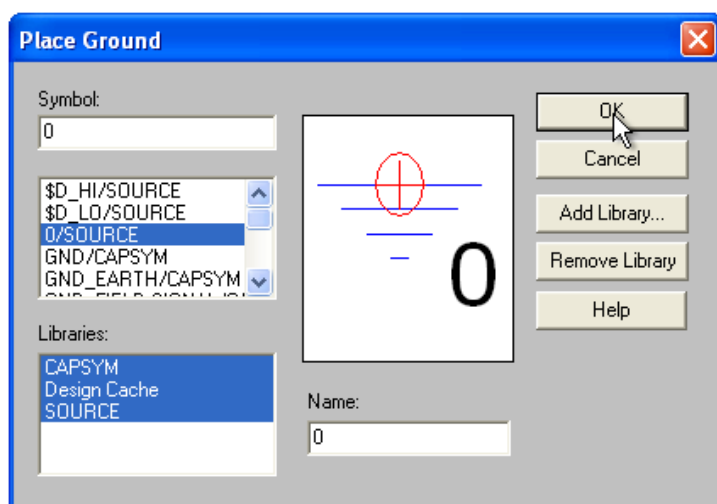 Place Ground
Symbol:
0
$D_HI/SOURCE
$D_LO/SOURCE
0/SOURCE
GND/CAPSYM
GND_EARTH/CAPSYM
Libraries:
CAPSYM
Design Cache
SOURCE
0
Name:
0
OK
Cancel
Add Library...
Remove Library
Help